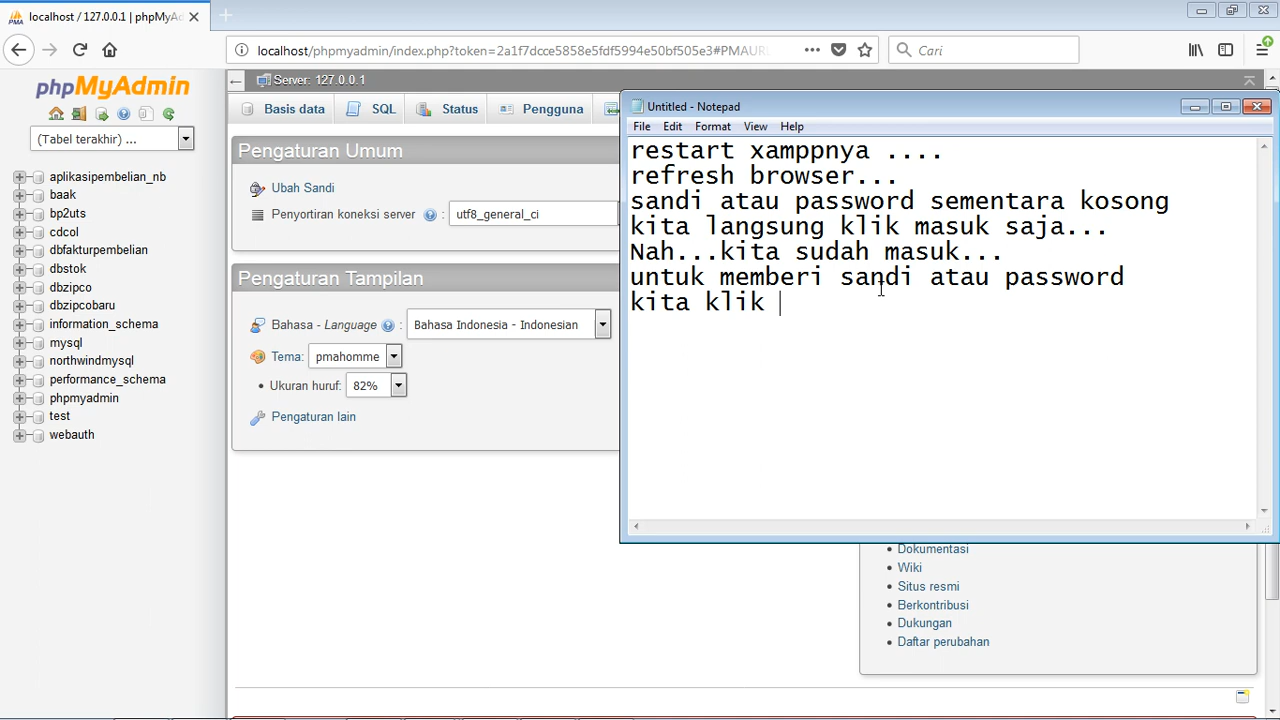 localhost / 127.0.0.1 | phpMyAd
localhost/phpmyadmin/index.php?token=2a1f7dcce5858e5fdf5994e50bf505e3#PMAUR
Cari
phpMyAdmin
(Tabel terakhir) ...
aplikasipembelian_nb
baak
bp2uts
cdcol
dbfakturpembelian
dbstok
dbzipco
dbzipcobaru
information_schema
mysql
northwindmysql
performance_schema
phpmyadmin
test
webauth
Server: 127.0.0.1
Basis data
SQL
Status
Pengguna
Pengaturan Umum
Ubah Sandi
Penyortiran koneksi server : utf8_general_ci
Pengaturan Tampilan
Bahasa - Language : Bahasa Indonesia - Indonesian
Tema: pmahomme
Ukuran huruf: 82%
Pengaturan lain
Untitled - Notepad
File Edit Format View Help
restart xamppnya ....
refresh browser...
sandi atau password sementara kosong
kita langsung klik masuk saja...
Nah...kita sudah masuk...
untuk memberi sandi atau password
kita klik
Dokumentasi
Wiki
Situs resmi
Berkontribusi
Dukungan
Daftar perubahan